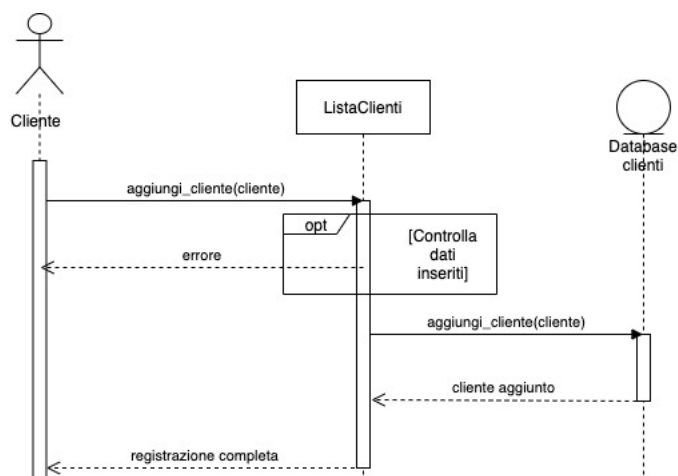 Cliente
ListaClienti
Database
clienti
aggiungi_cliente(cliente)
opt
[Controlla
dati
inseriti]
errore
aggiungi_cliente(cliente)
cliente aggiunto
registrazione completa